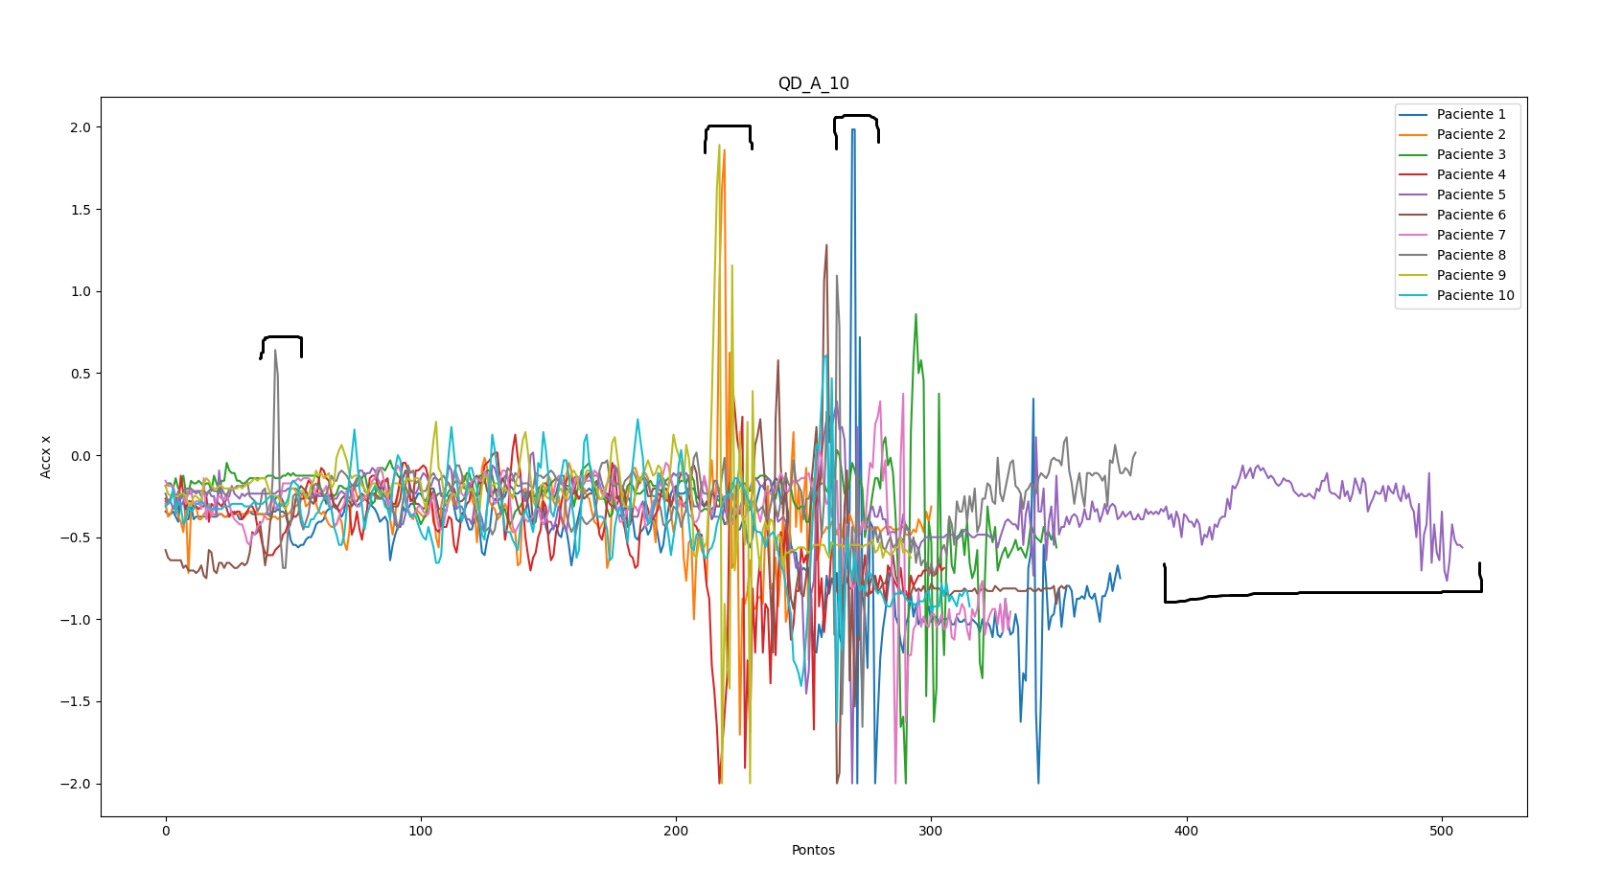 QD_A_10
Accx x
2.0
1.5
1.0
0.5
0.0
−0.5
−1.0
−1.5
−2.0
Paciente 1
Paciente 2
Paciente 3
Paciente 4
Paciente 5
Paciente 6
Paciente 7
Paciente 8
Paciente 9
Paciente 10
0 100 200 300 400 500
Pontos